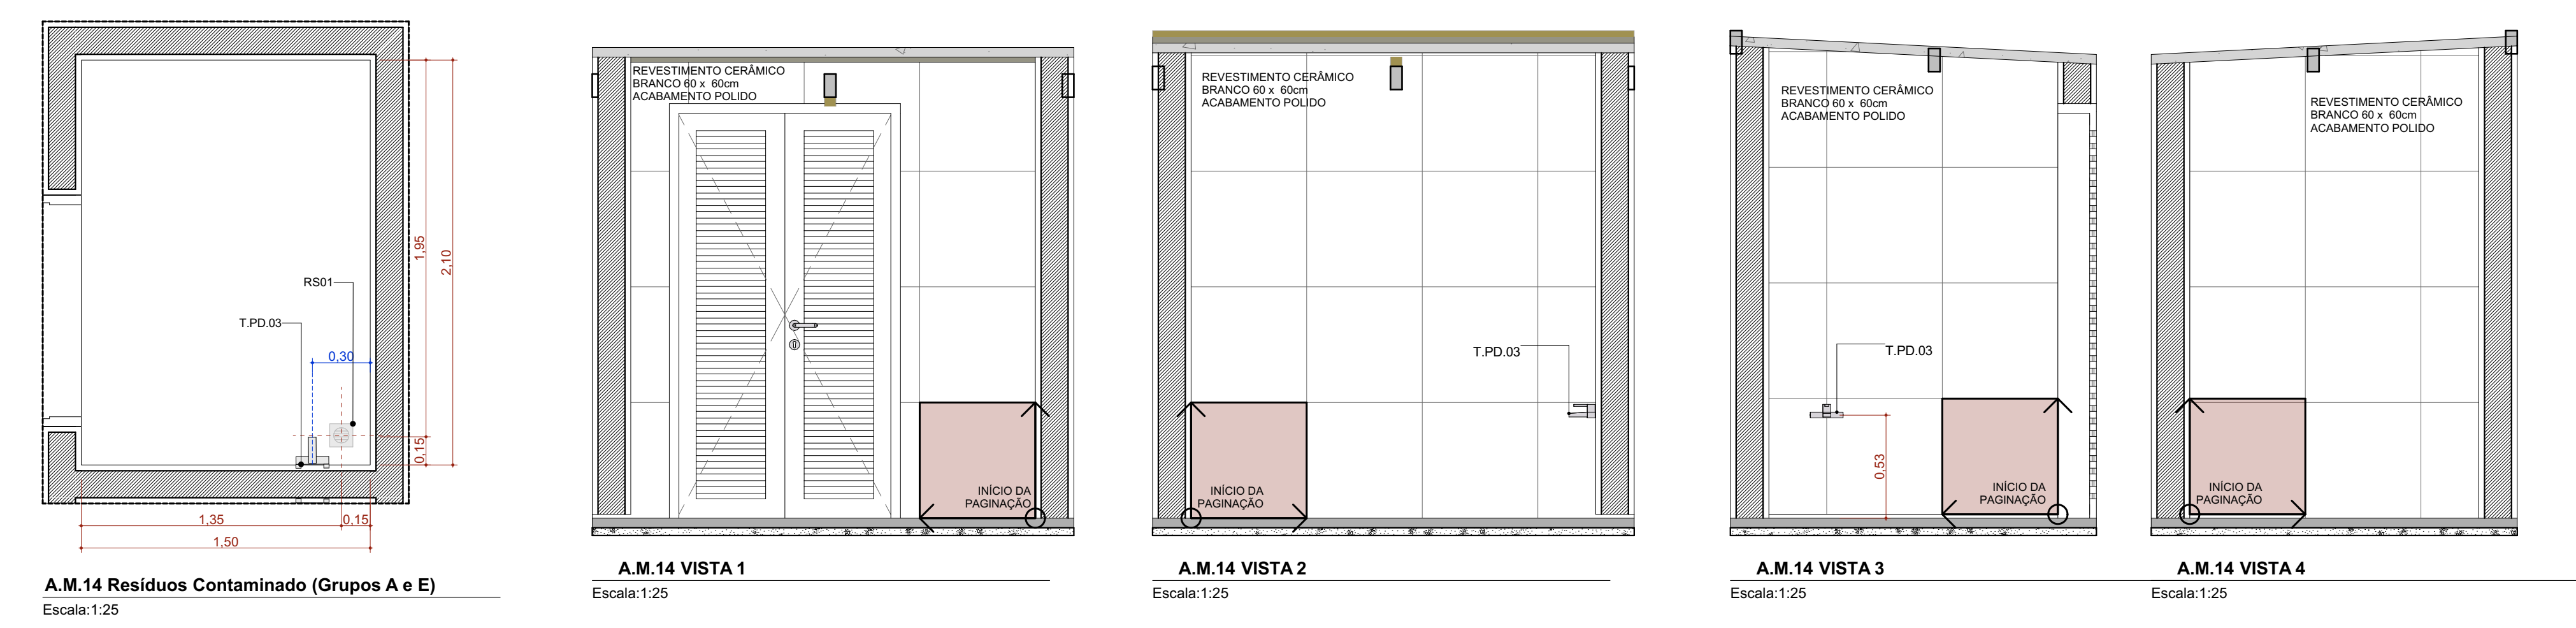 RS01
T.PD.03
0,30
1,95
2,10
0,15
1,35
0,15
1,50
A.M.14 Resíduos Contaminado (Grupos A e E)
Escala:1:25
REVESTIMENTO CERÂMICO
BRANCO 60 x  60cm
ACABAMENTO POLIDO
INÍCIO DA
PAGINAÇÃO
A.M.14 VISTA 1
Escala:1:25
REVESTIMENTO CERÂMICO
BRANCO 60 x  60cm
ACABAMENTO POLIDO
T.PD.03
INÍCIO DA
PAGINAÇÃO
A.M.14 VISTA 2
Escala:1:25
REVESTIMENTO CERÂMICO
BRANCO 60 x  60cm
ACABAMENTO POLIDO
T.PD.03
0,53
INÍCIO DA
PAGINAÇÃO
A.M.14 VISTA 3
Escala:1:25
REVESTIMENTO CERÂMICO
BRANCO 60 x  60cm
ACABAMENTO POLIDO
INÍCIO DA
PAGINAÇÃO
A.M.14 VISTA 4
Escala:1:25